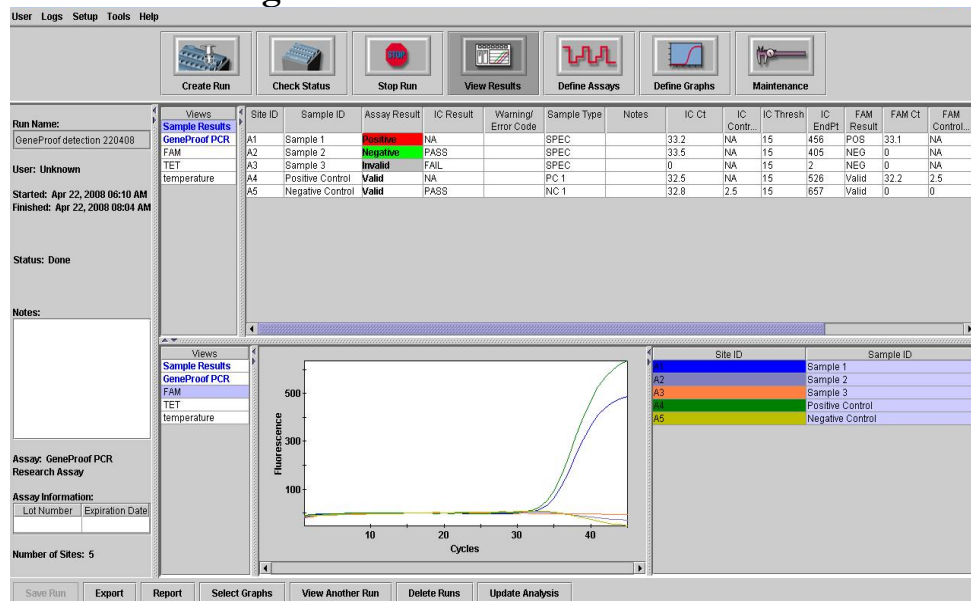 User Logs Setup Tools Help
STOP
Create Run Check Status Stop Run View Results Define Assays Define Graphs Maintenance
Run Name:
GeneProof detection 220408
User: Unknown
Started: Apr 22, 2008 06:10 AM
Finished: Apr 22, 2008 08:04 AM
Status: Done
Notes:
Assay: GeneProof PCR
Research Assay
Assay Information:
Lot Number Expiration Date
Number of Sites: 5
Views
Sample Results
GeneProof PCR
FAM
TET
temperature
Site ID Sample ID Assay Result IC Result Warning/ Error Code Sample Type Notes IC Ct IC Contr... IC Thresh IC EndPt FAM Result FAM Ct FAM Control...
A1 Sample 1 Positive NA SPEC 33.2 NA 15 456 POS 33.1 NA
A2 Sample 2 Negative PASS SPEC 33.5 NA 15 405 NEG 0 NA
A3 Sample 3 Invalid FAIL SPEC 0 NA 15 2 NEG 0 NA
A4 Positive Control Valid NA PC 1 32.5 NA 15 526 Valid 32.2 2.5
A5 Negative Control Valid PASS NC 1 32.8 2.5 15 657 Valid 0 0
Views
Sample Results
GeneProof PCR
FAM
TET
temperature
Fluorescence
500
300
100
10 20 30 40
Cycles
Site ID Sample ID
A1 Sample 1
A2 Sample 2
A3 Sample 3
A4 Positive Control
A5 Negative Control
Save Run Export Report Select Graphs View Another Run Delete Runs Update Analysis